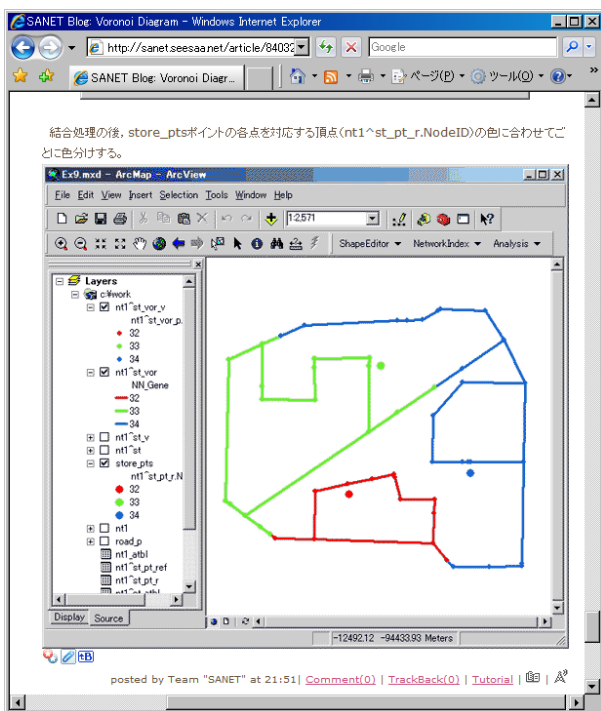 SANET Blog: Voronoi Diagram - Windows Internet Explorer
http://sanet.seesaa.net/article/8403
Google
SANET Blog: Voronoi Diagr...
ページ(P)
ツール(O)
結合処理の後，store_ptsポイントの各点を対応する頂点(nt1^st_pt_r.NodeID)の色に合わせてご
とに色分けする。
Ex9.mxd - ArcMap - ArcView
File Edit View Insert Selection Tools Window Help
1:2,571
ShapeEditor NetworkIndex Analysis
Layers
c:¥work
nt1^st_vor_v
nt1^st_vor_p.
32
33
34
nt1^st_vor
NN_Gene
32
33
34
nt1^st_v
nt1^st
store_pts
nt1^st_pt_r.N
32
33
34
nt1
road_p
nt1_atbl
nt1^st_pt_ref
nt1^st_pt_r
Display Source
-12492.12 -94433.93 Meters
B
posted by Team "SANET" at 21:51| Comment(0) | TrackBack(0) | Tutorial |